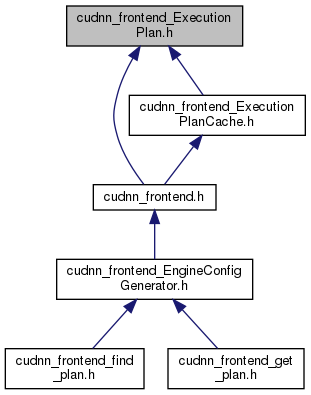 cudnn_frontend_Execution
Plan.h
cudnn_frontend_Execution
PlanCache.h
cudnn_frontend.h
cudnn_frontend_EngineConfig
Generator.h
cudnn_frontend_find
_plan.h
cudnn_frontend_get
_plan.h